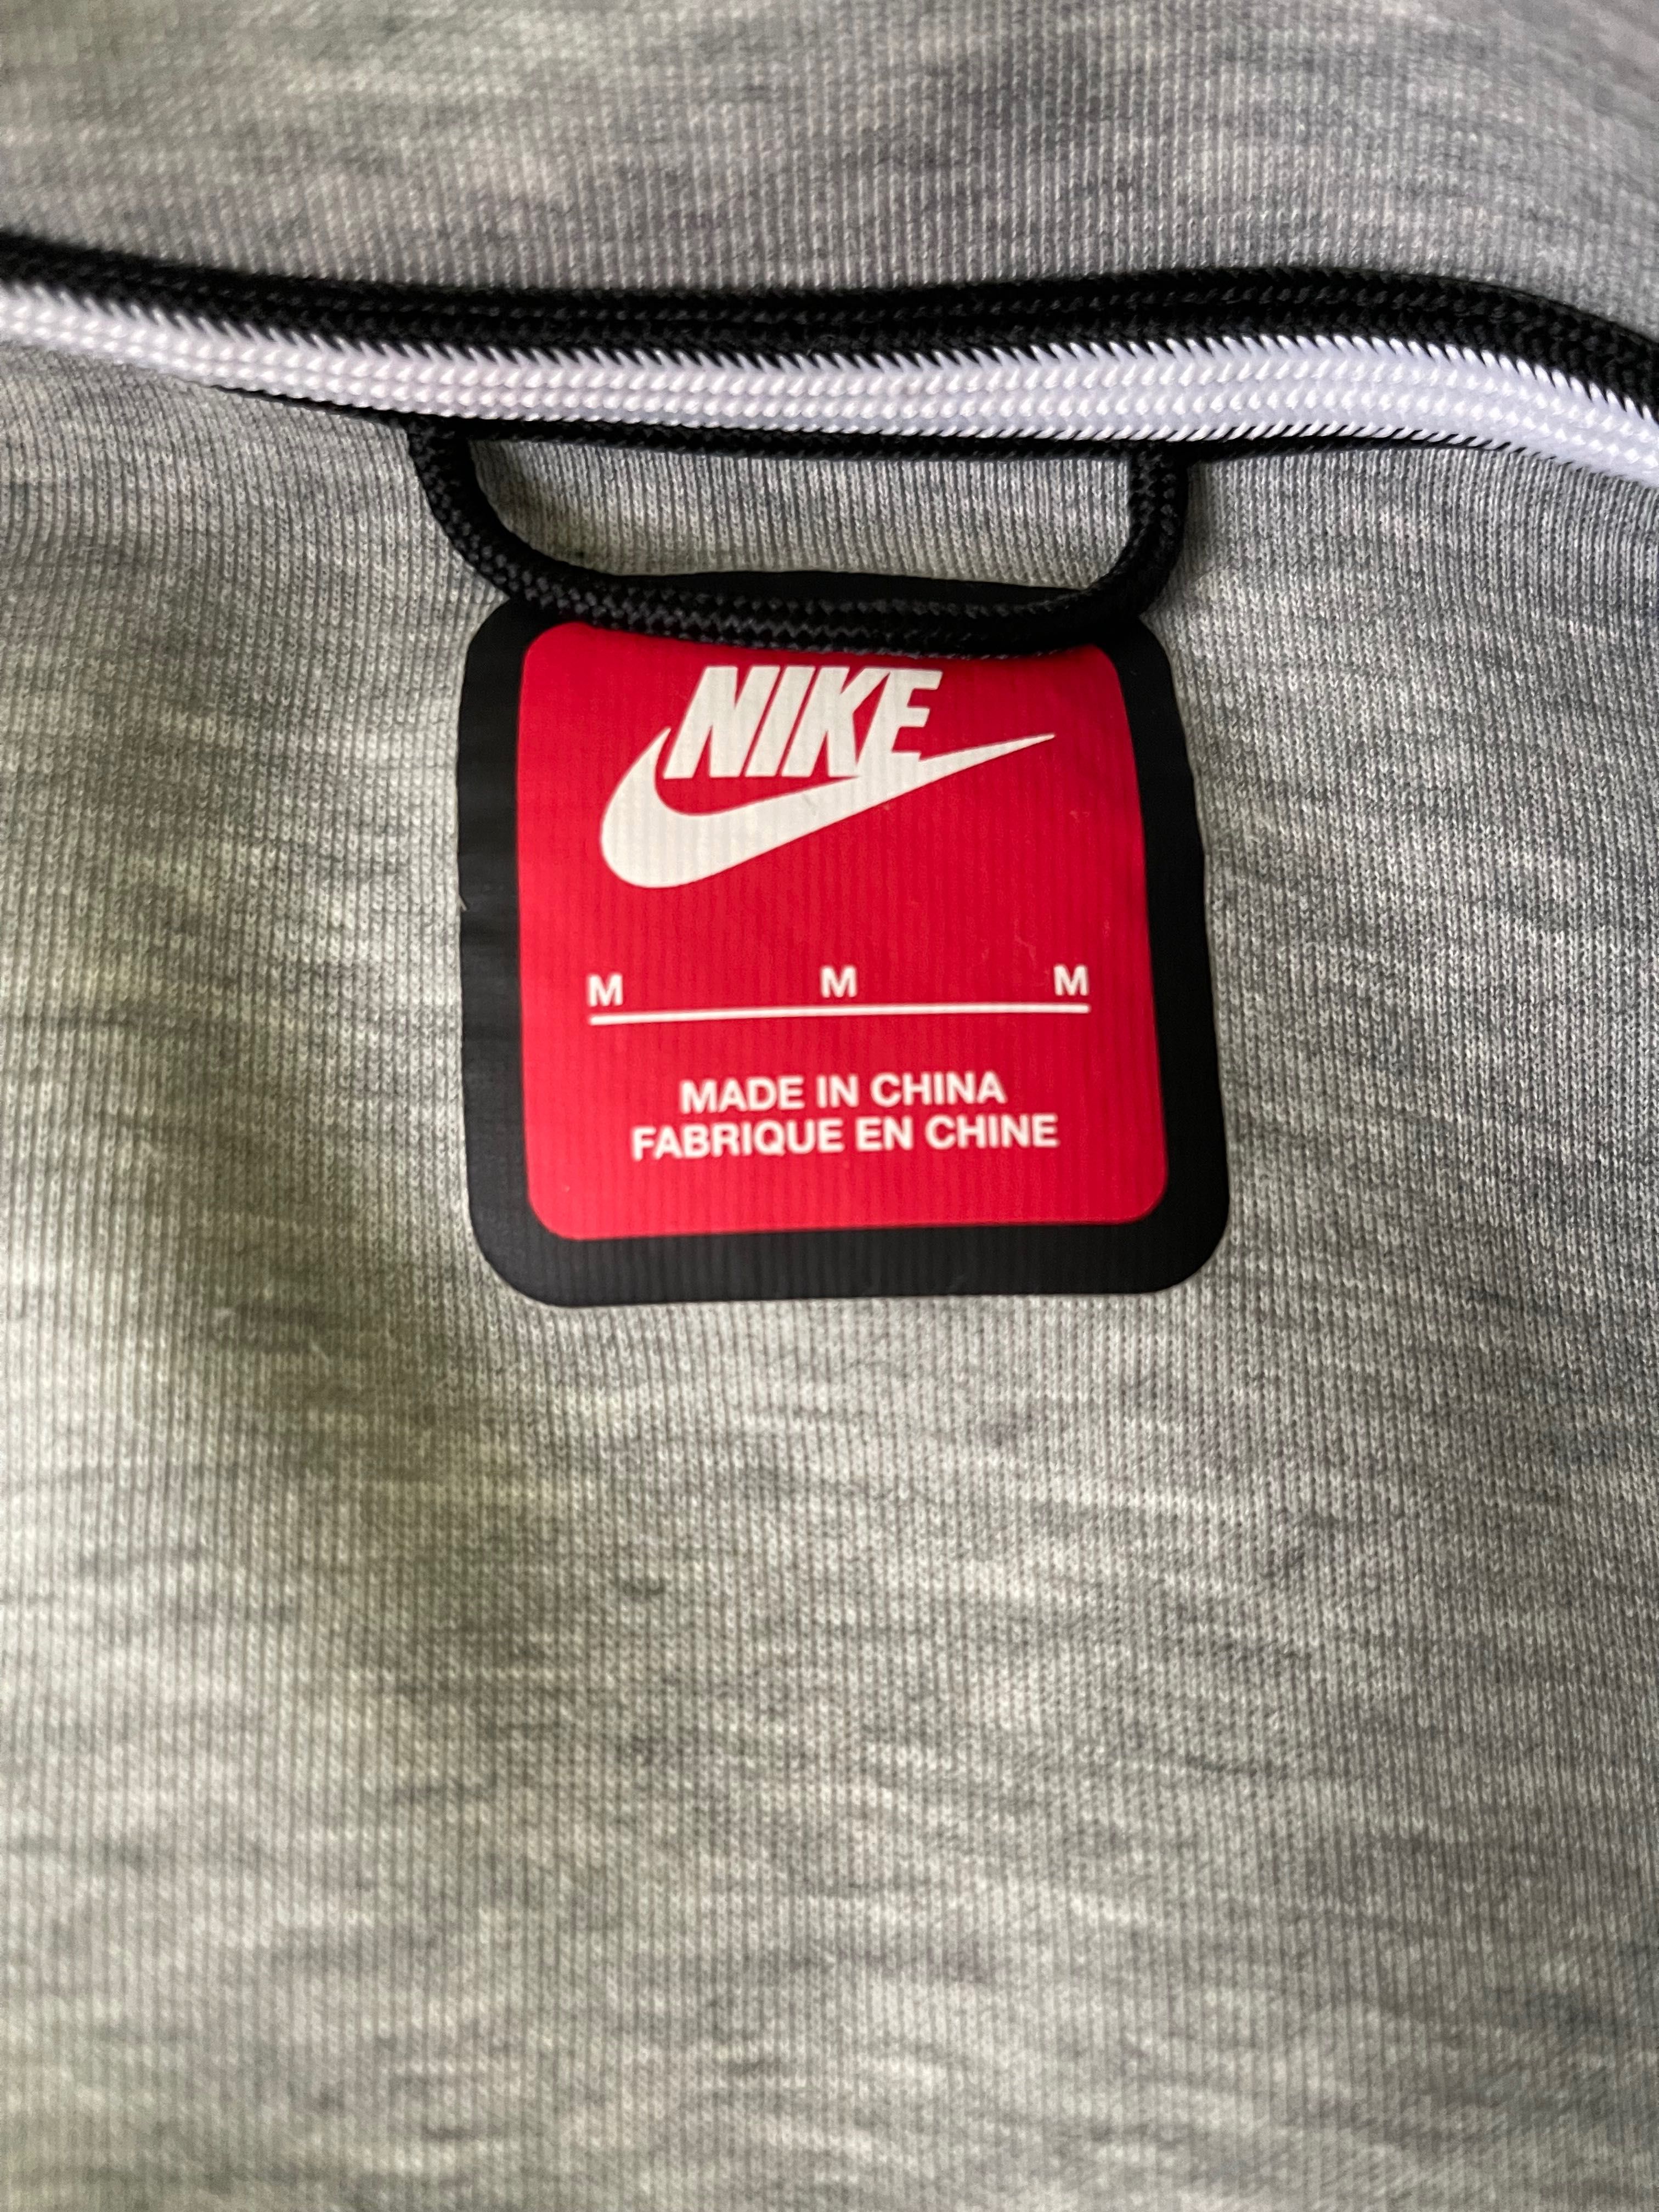 NIKE
M M M
MADE IN CHINA
FABRIQUE EN CHINE